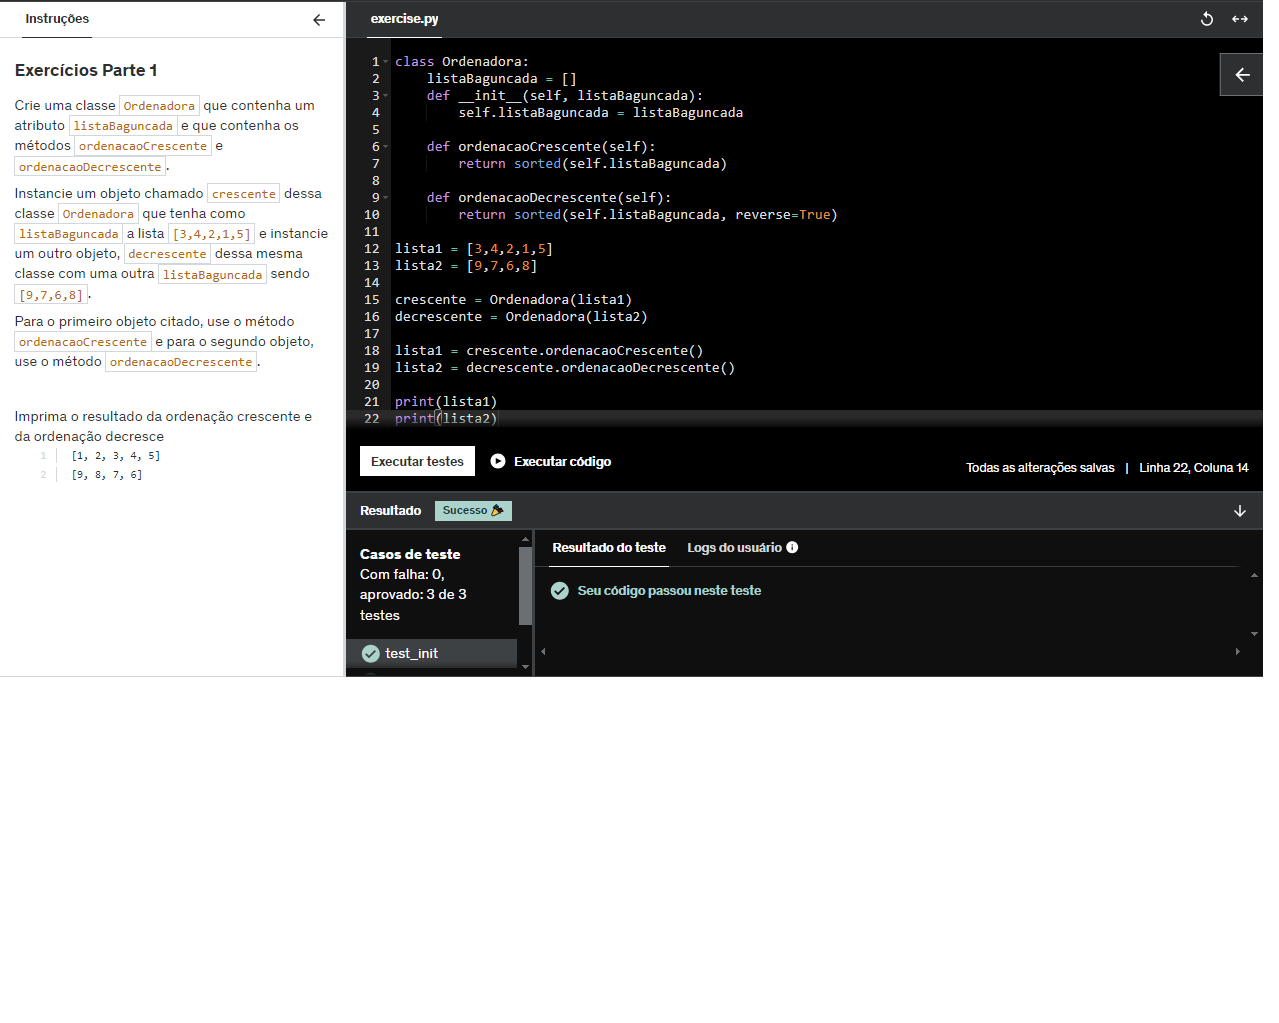 Instruções
Exercícios Parte 1
Crie uma classe Ordenadora que contenha um
atributo listaBaguncada e que contenha os
métodos ordenacaoCrescente e
ordenacaoDecrescente.
Instancie um objeto chamado crescente dessa
classe Ordenadora que tenha como
listaBaguncada a lista [3,4,2,1,5] e instancie
um outro objeto, decrescente dessa mesma
classe com uma outra listaBaguncada sendo
[9,7,6,8].
Para o primeiro objeto citado, use o método
ordenacaoCrescente e para o segundo objeto,
use o método ordenacaoDecrescente.
Imprima o resultado da ordenação crescente e
da ordenação decresce
1 [1, 2, 3, 4, 5]
2 [9, 8, 7, 6]
exercise.py
1 class Ordenadora:
2     listaBaguncada = []
3     def __init__(self, listaBaguncada):
4         self.listaBaguncada = listaBaguncada
5
6     def ordenacaoCrescente(self):
7         return sorted(self.listaBaguncada)
8
9     def ordenacaoDecrescente(self):
10         return sorted(self.listaBaguncada, reverse=True)
11
12 lista1 = [3,4,2,1,5]
13 lista2 = [9,7,6,8]
14
15 crescente = Ordenadora(lista1)
16 decrescente = Ordenadora(lista2)
17
18 lista1 = crescente.ordenacaoCrescente()
19 lista2 = decrescente.ordenacaoDecrescente()
20
21 print(lista1)
22 print(lista2)
Executar testes Executar código
Todas as alterações salvas | Linha 22, Coluna 14
Resultado Sucesso
Casos de teste
Com falha: 0,
aprovado: 3 de 3
testes
test_init
Resultado do teste Logs do usuário
Seu código passou neste teste